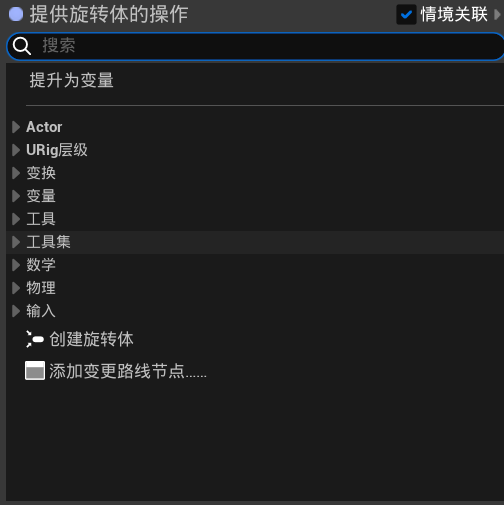 提供旋转体的操作
情境关联
搜索
提升为变量
Actor
URig层级
变换
变量
工具
工具集
数学
物理
输入
创建旋转体
添加变更路线节点......